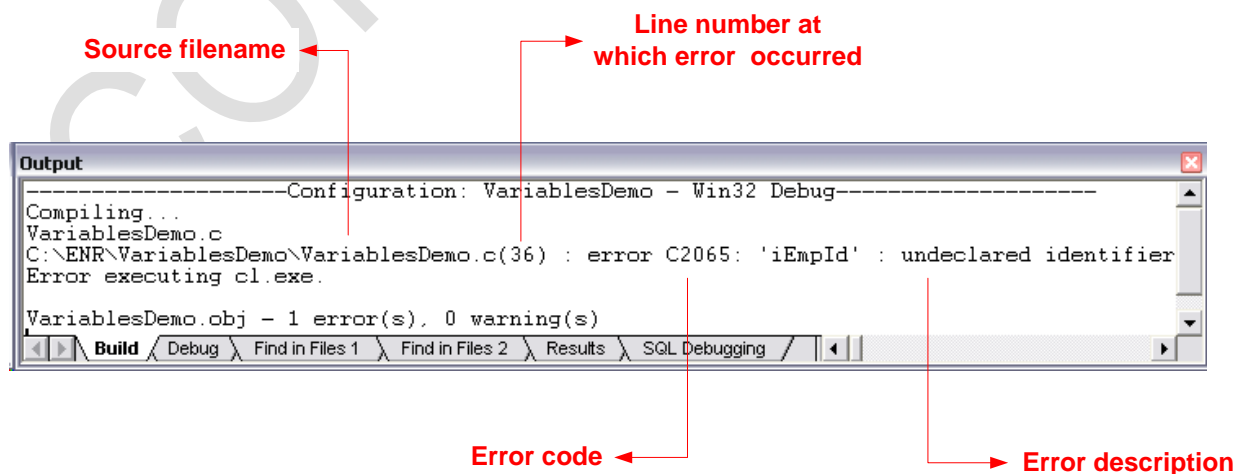 Line number at
Source filename
which error occurred
CO
Output
--------------------Configuration: VariablesDemo - Win32 Debug--------------------
Compiling...
VariablesDemo.c
C:\ENR\VariablesDemo\VariablesDemo.c(36) : error C2065: 'iEmpId' : undeclared identifier
Error executing cl.exe.
VariablesDemo.obj - 1 error(s), 0 warning(s)
Build Debug Find in Files 1 Find in Files 2 Results SQL Debugging
Error code
Error description